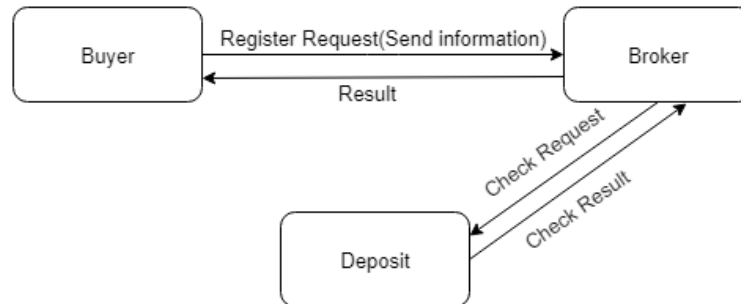 Buyer
Register Request(Send information)
Broker
Result
Check Request
Check Result
Deposit